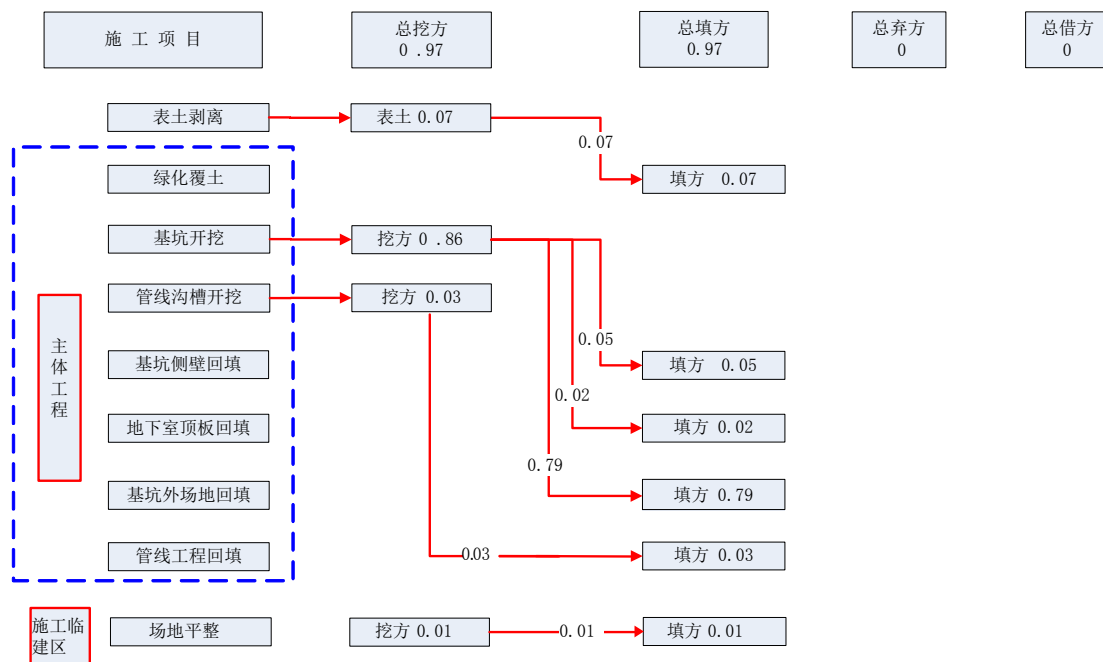 施 工 项 目
总挖方
0 .97
总填方
0.97
总弃方
0
总借方
0
表土剥离
表土 0.07
0.07
绿化覆土
填方 0.07
基坑开挖
挖方 0 .86
管线沟槽开挖
挖方 0.03
主体工程
0.05
基坑侧壁回填
填方 0.05
0.02
地下室顶板回填
填方 0.02
0.79
基坑外场地回填
填方 0.79
管线工程回填
0.03
填方 0.03
施工临
建区
场地平整
挖方 0.01
0.01
填方 0.01